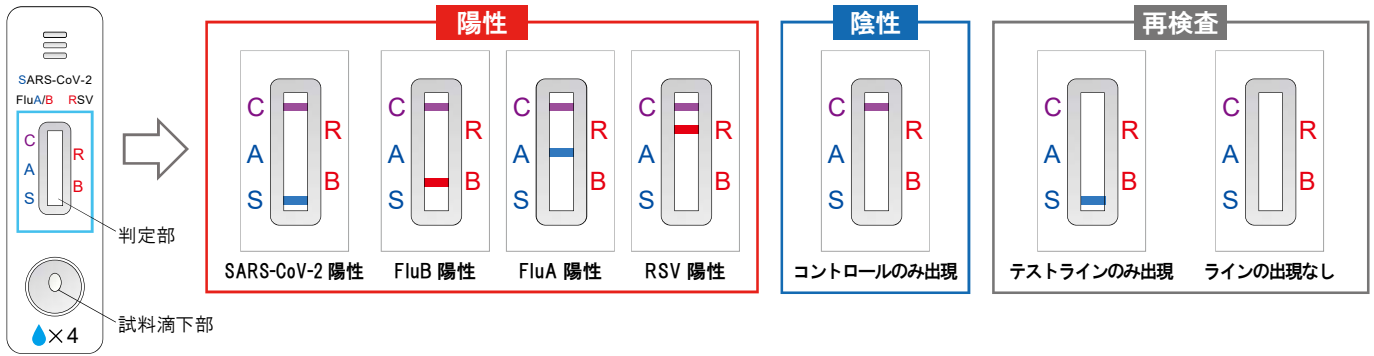 SARS-CoV-2
FluA/B RSV
C
R
A
B
S
判定部
試料滴下部
×4
陽性
C
R
A
B
S
SARS-CoV-2 陽性
C
R
A
B
S
FluB 陽性
C
R
A
B
S
FluA 陽性
C
R
A
B
S
RSV 陽性
陰性
C
R
A
B
S
コントロールのみ出現
再検査
C
R
A
B
S
テストラインのみ出現
C
R
A
B
S
ラインの出現なし